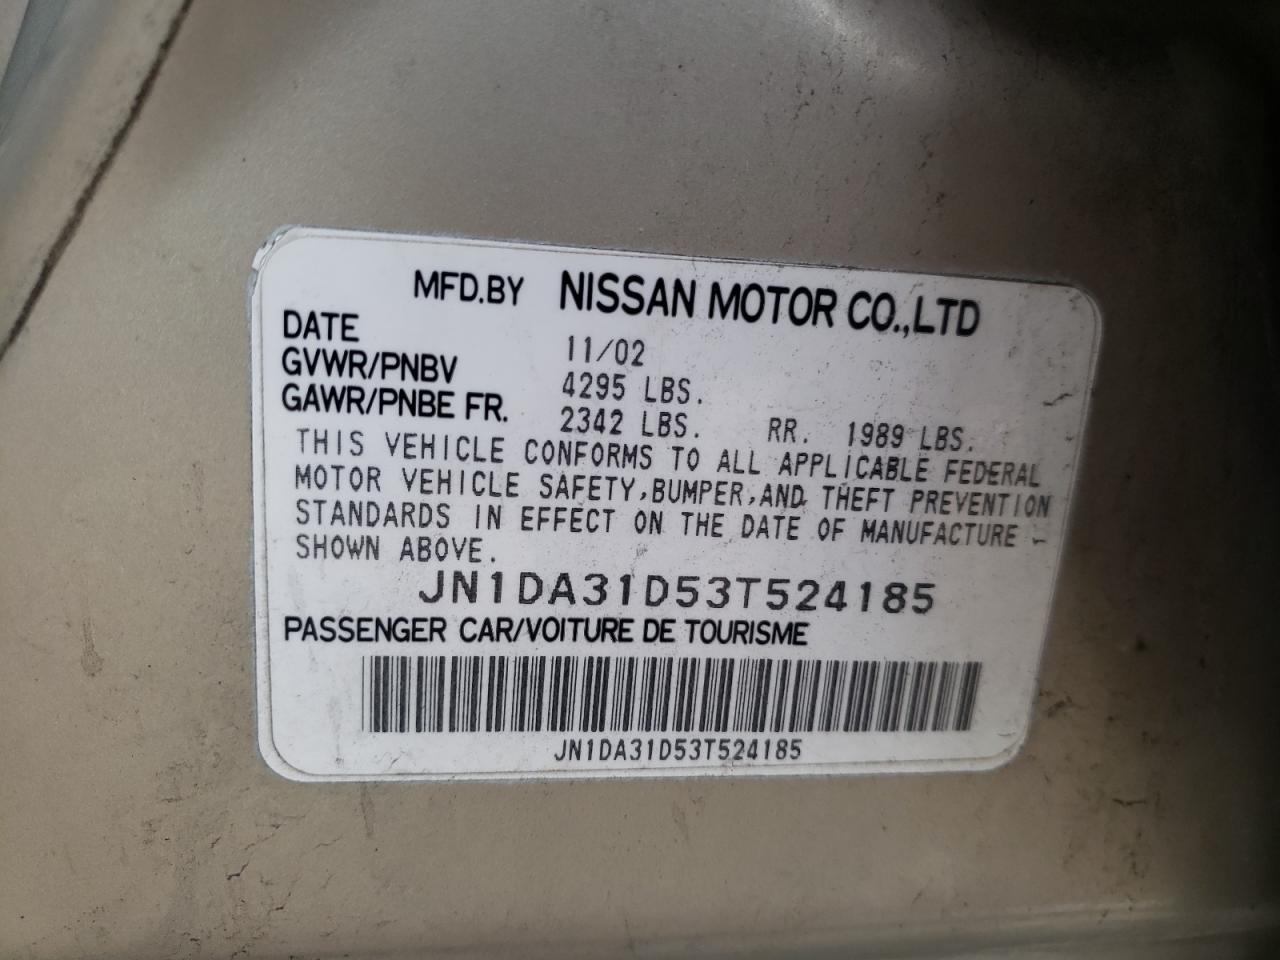 MFD.BY NISSAN MOTOR CO.,LTD
DATE 11/02
GVWR/PNBV 4295 LBS.
GAWR/PNBE FR. 2342 LBS. RR. 1989 LBS.
THIS VEHICLE CONFORMS TO ALL APPLICABLE FEDERAL
MOTOR VEHICLE SAFETY,BUMPER,AND THEFT PREVENTION
STANDARDS IN EFFECT ON THE DATE OF MANUFACTURE
SHOWN ABOVE.
JN1DA31D53T524185
PASSENGER CAR/VOITURE DE TOURISME
JN1DA31D53T524185